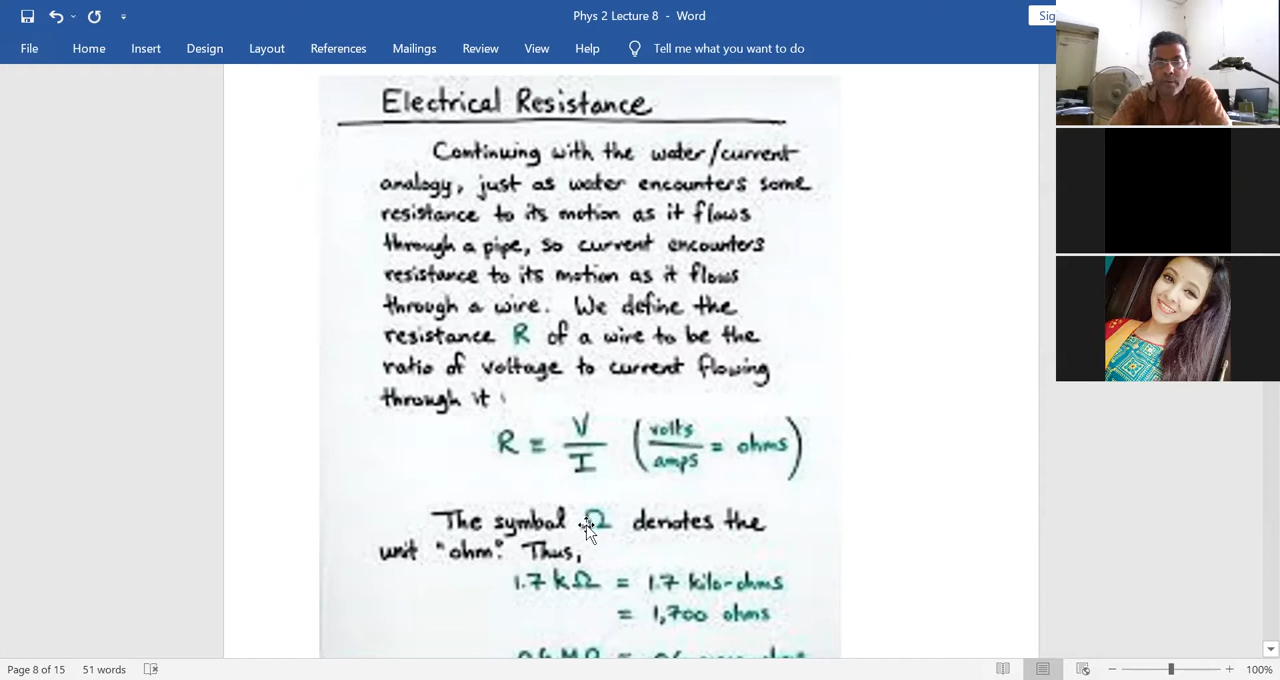 Phys 2 Lecture 8 - Word
Sig
File Home Insert Design Layout References Mailings Review View Help Tell me what you want to do
Electrical Resistance
Continuing with the water/current
analogy, just as water encounters some
resistance to its motion as it flows
through a pipe, so current encounters
resistance to its motion as it flows
through a wire. We define the
resistance R of a wire to be the
ratio of voltage to current flowing
through it:
R ≡ V/I (volts/amps = ohms)
The symbol Ω denotes the
unit "ohm". Thus,
1.7 kΩ = 1.7 kilo-ohms
= 1,700 ohms
Page 8 of 15 51 words 100%